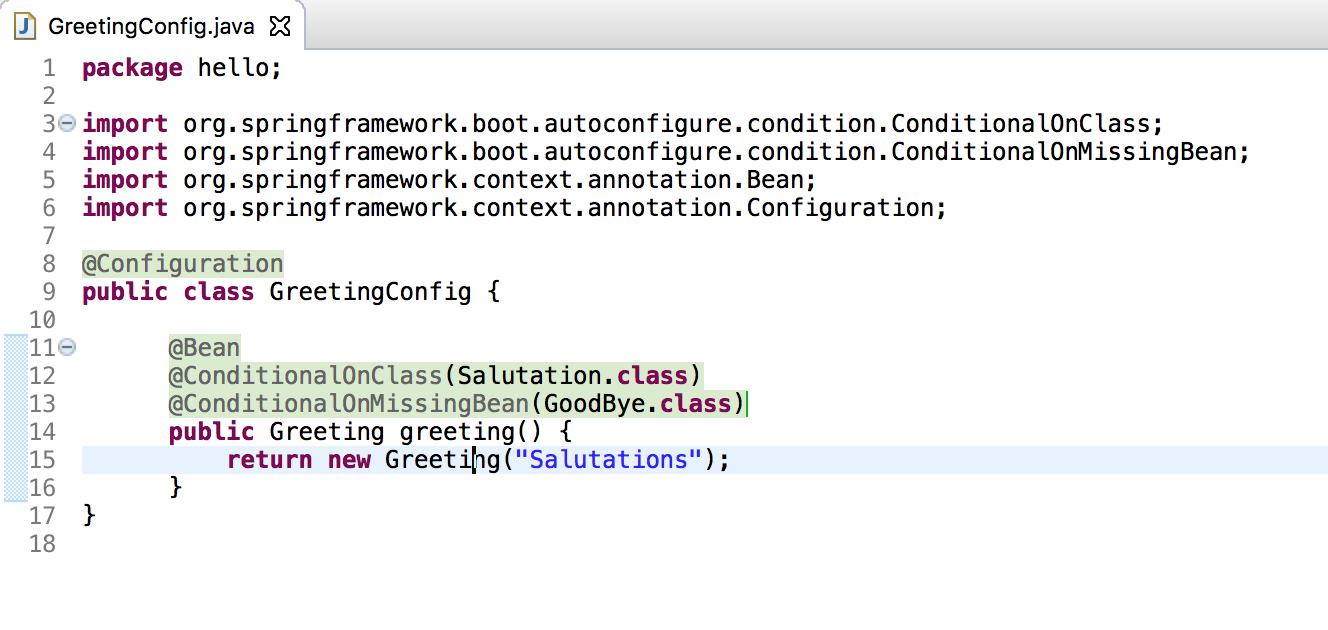 GreetingConfig.java
1 package hello;
2
3 import org.springframework.boot.autoconfigure.condition.ConditionalOnClass;
4 import org.springframework.boot.autoconfigure.condition.ConditionalOnMissingBean;
5 import org.springframework.context.annotation.Bean;
6 import org.springframework.context.annotation.Configuration;
7
8 @Configuration
9 public class GreetingConfig {
10
11 @Bean
12 @ConditionalOnClass(Salutation.class)
13 @ConditionalOnMissingBean(GoodBye.class)
14 public Greeting greeting() {
15 return new Greeting("Salutations");
16 }
17 }
18